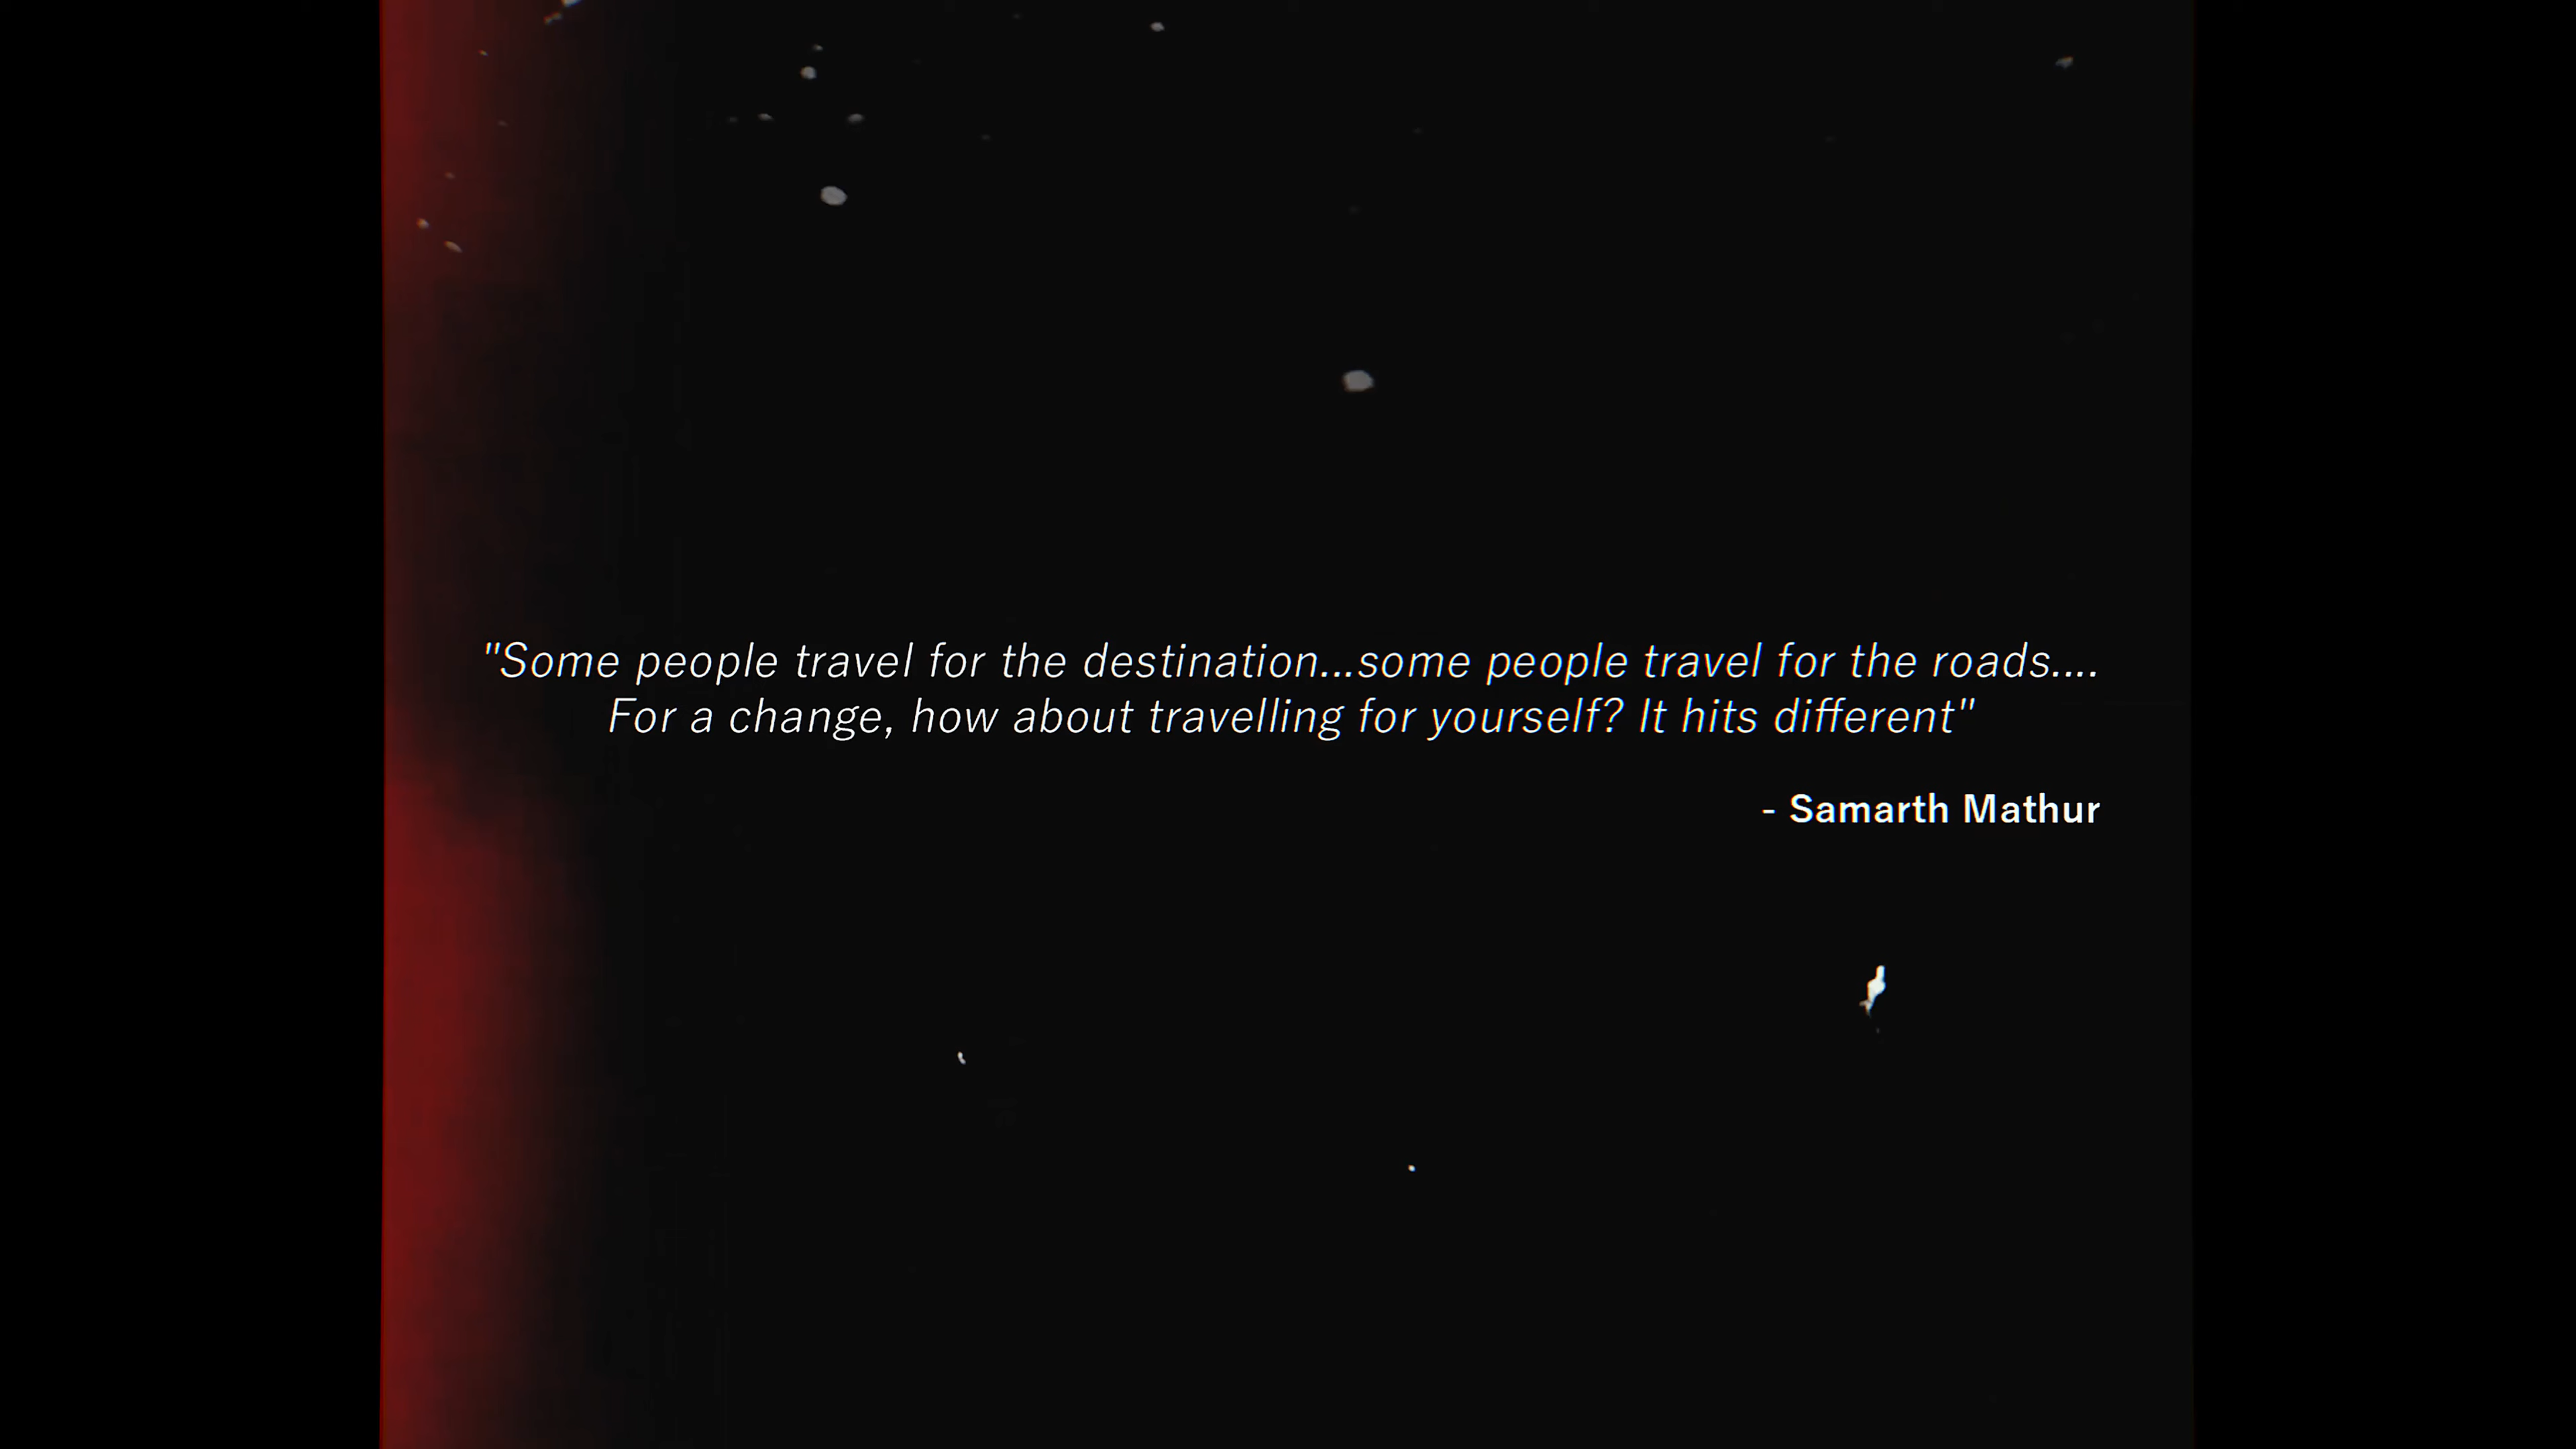 "Some people travel for the destination...some people travel for the roads....
For a change, how about travelling for yourself? It hits different"
- Samarth Mathur